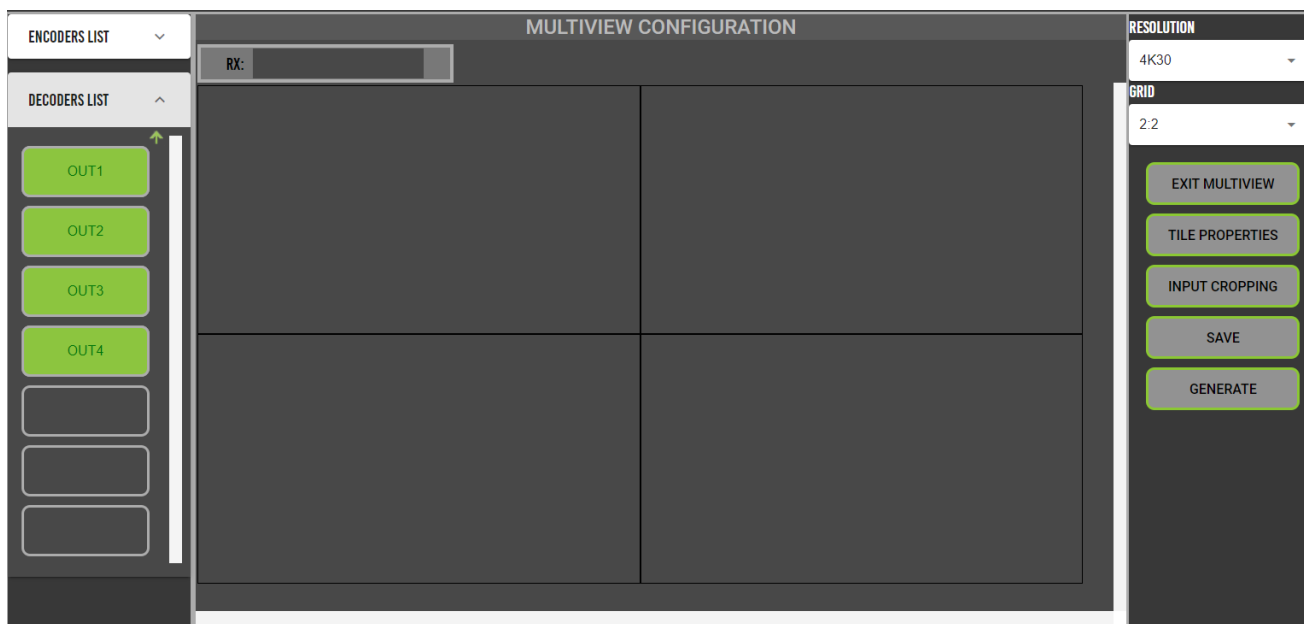 MULTIVIEW CONFIGURATION
ENCODERS LIST
DECODERS LIST
OUT1
OUT2
OUT3
OUT4
RX:
RESOLUTION
4K30
GRID
2:2
EXIT MULTIVIEW
TILE PROPERTIES
INPUT CROPPING
SAVE
GENERATE